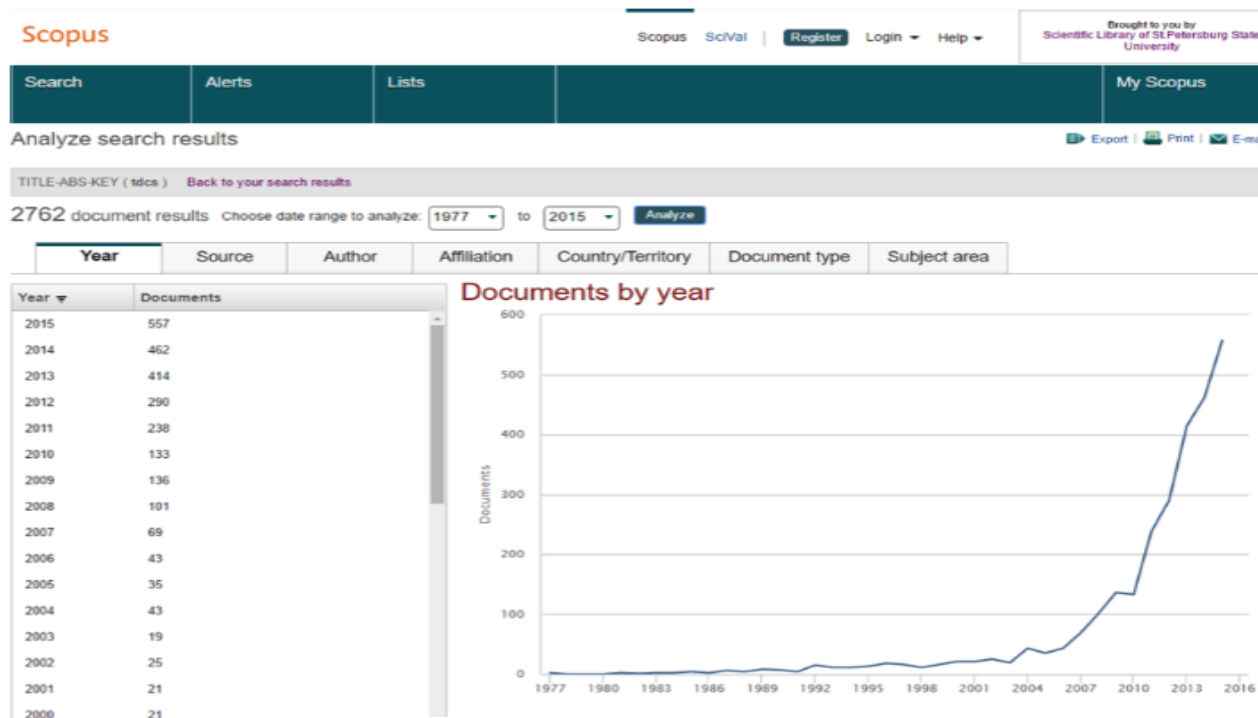 Scopus
Scopus SciVal | Register Login Help
Brought to you by
Scientific Library of St.Petersburg State
University
Search Alerts Lists My Scopus
Analyze search results
Export | Print | E-ma
TITLE-ABS-KEY ( tdcs ) Back to your search results
2762 document results Choose date range to analyze: 1977 to 2015 Analyze
Year Source Author Affiliation Country/Territory Document type Subject area
Year Documents
2015 557
2014 462
2013 414
2012 290
2011 238
2010 133
2009 136
2008 101
2007 69
2006 43
2005 35
2004 43
2003 19
2002 25
2001 21
2000 21
Documents by year
600
500
400
300
200
100
0
Documents
1977 1980 1983 1986 1989 1992 1995 1998 2001 2004 2007 2010 2013 2016